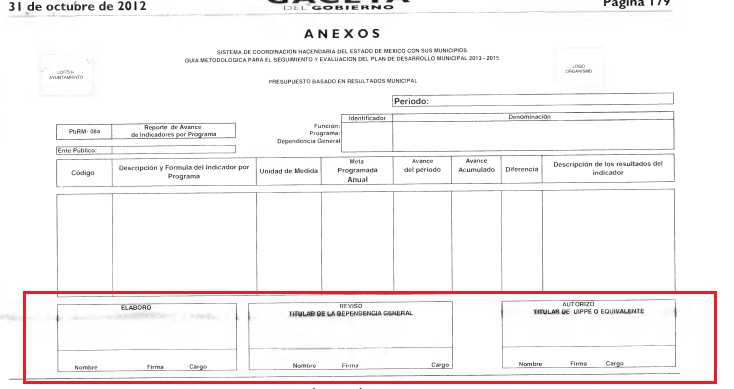 31 de octubre de 2012
GACETA
DEL GOBIERNO
Página 179
ANEXOS
SISTEMA DE COORDINACION HACENDARIA DEL ESTADO DE MEXICO CON SUS MUNICIPIOS
GUIA METODOLOGICA PARA EL SEGUIMIENTO Y EVALUACION DEL PLAN DE DESARROLLO MUNICIPAL 2013 - 2015
AYUNTAMIENTO
LOGO
ORGANISMO
PRESUPUESTO BASADO EN RESULTADOS MUNICIPAL
Periodo:
Identificador
Denominación
PbRM- 08a
Reporte de Avance
de Indicadores por Programa
Función:
Programa:
Dependencia General
Ente Público:
Código
Descripción y Fórmula del Indicador por
Programa
Unidad de Medida
Meta
Programada
Anual
Avance
del periodo
Avance
Acumulado
Diferencia
Descripción de los resultados del
indicador
ELABORO
REVISO
TITULAR DE LA DEPENDENCIA GENERAL
AUTORIZO
TITULAR DE UIPPE O EQUIVALENTE
Nombre Firma Cargo
Nombre Firma Cargo
Nombre Firma Cargo